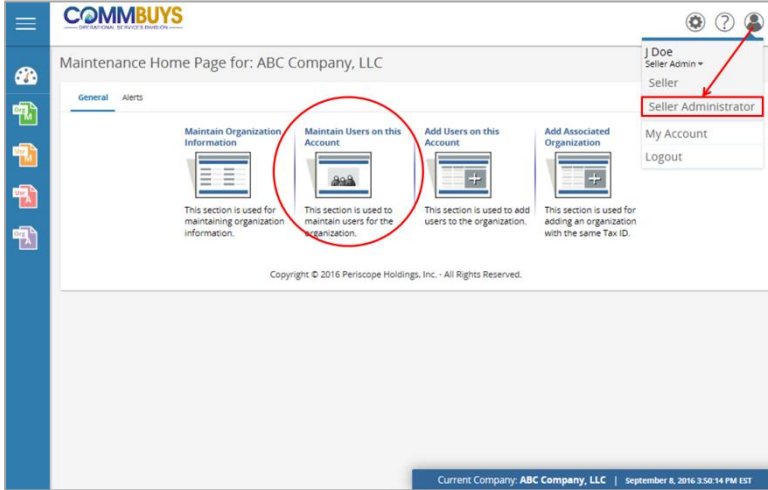 COMMBUYS
OPERATIONAL SERVICES DIVISION
J Doe
Seller Admin
Seller
Seller Administrator
My Account
Logout
Maintenance Home Page for: ABC Company, LLC
General Alerts
Maintain Organization Information
This section is used for maintaining organization information.
Maintain Users on this Account
This section is used to maintain users for the organization.
Add Users on this Account
This section is used to add users to the organization.
Add Associated Organization
This section is used for adding an organization with the same Tax ID.
Copyright © 2016 Periscope Holdings, Inc. - All Rights Reserved.
Org M
Usr M
Usr A
Org A
Current Company: ABC Company, LLC | September 8, 2016 3:50:14 PM EST